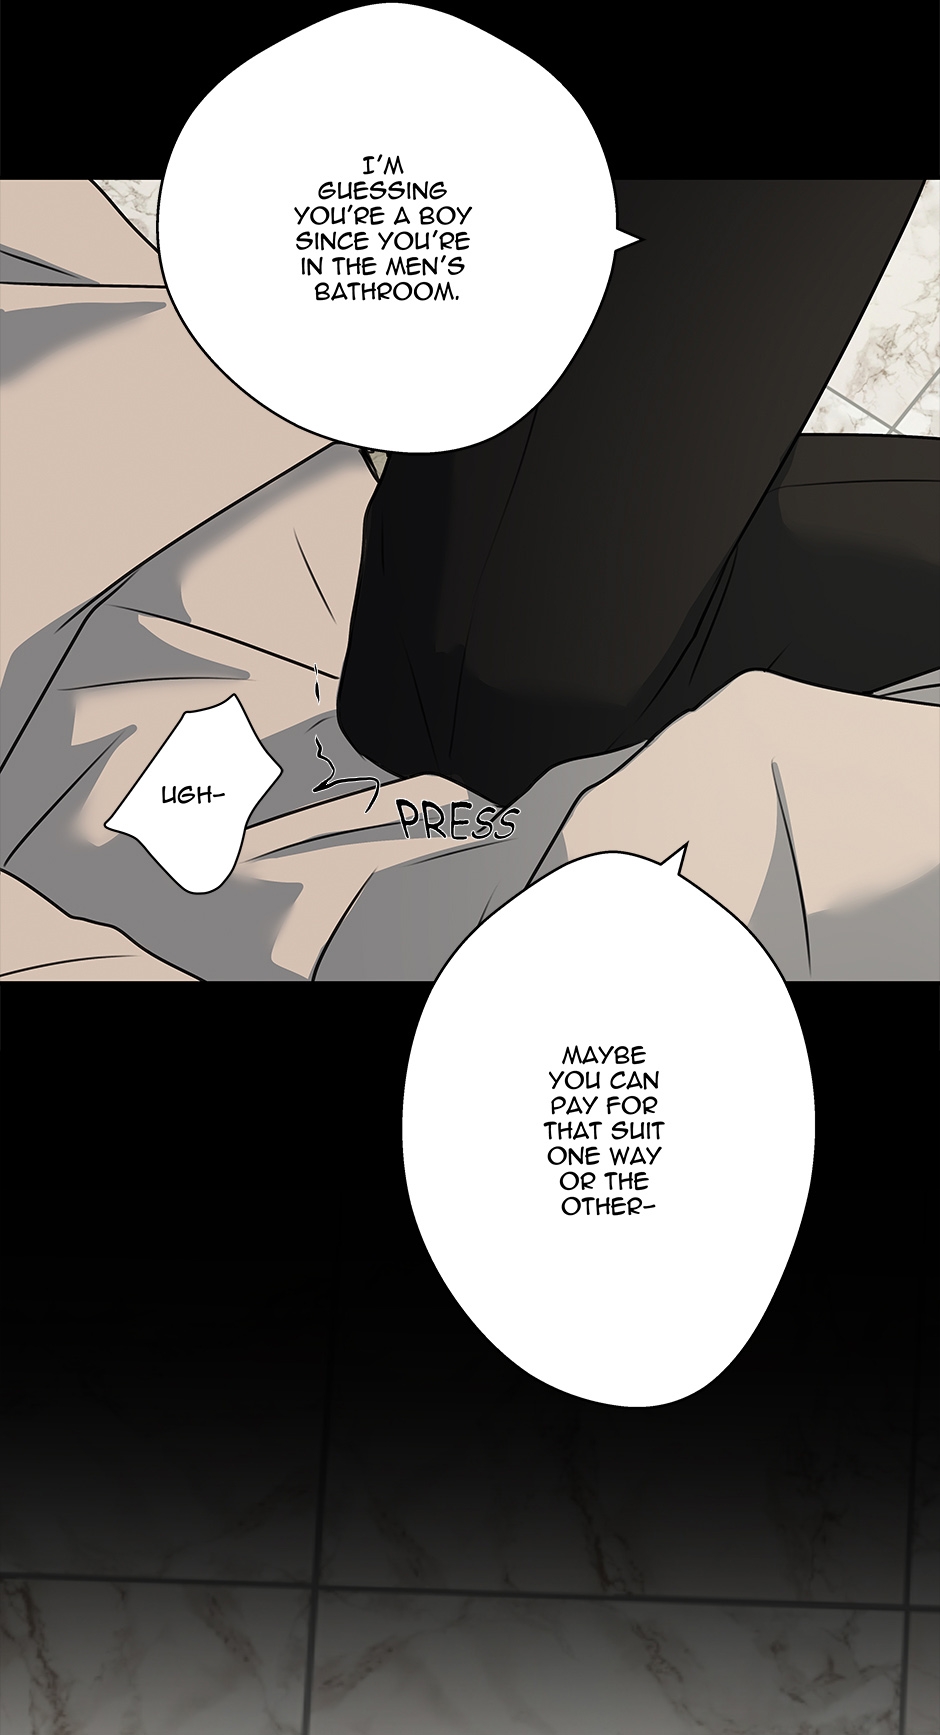 I'M
GUESSING
YOU'RE A BOY
SINCE YOU'RE
IN THE MEN'S
BATHROOM.
UGH-
PRESS
MAYBE
YOU CAN
PAY FOR
THAT SUIT
ONE WAY
OR THE
OTHER-